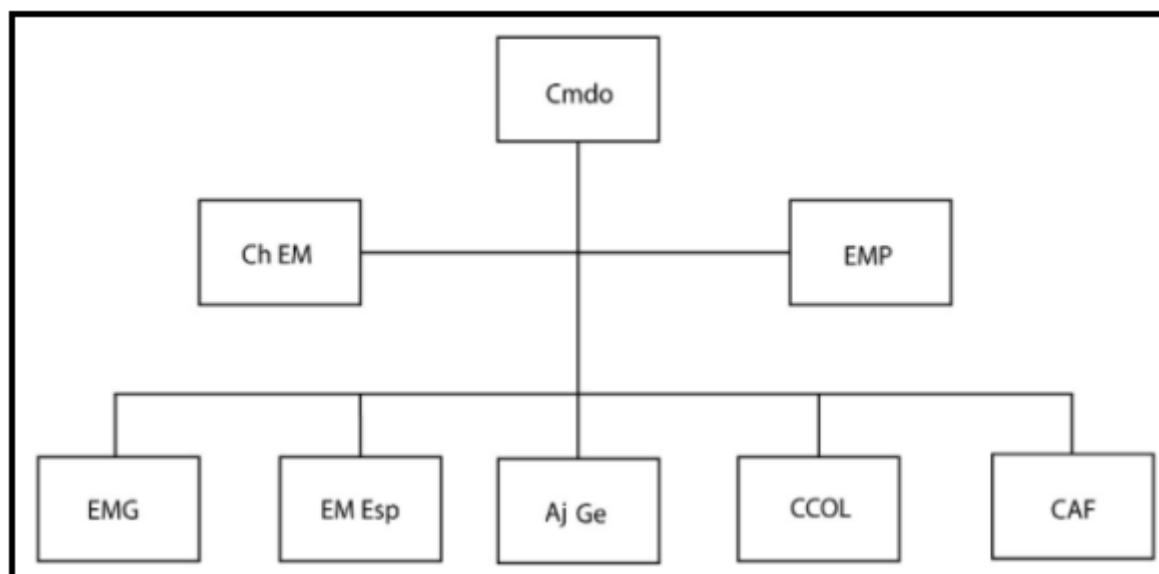 Cmdo
Ch EM
EMP
EMG
EM Esp
Aj Ge
CCOL
CAF